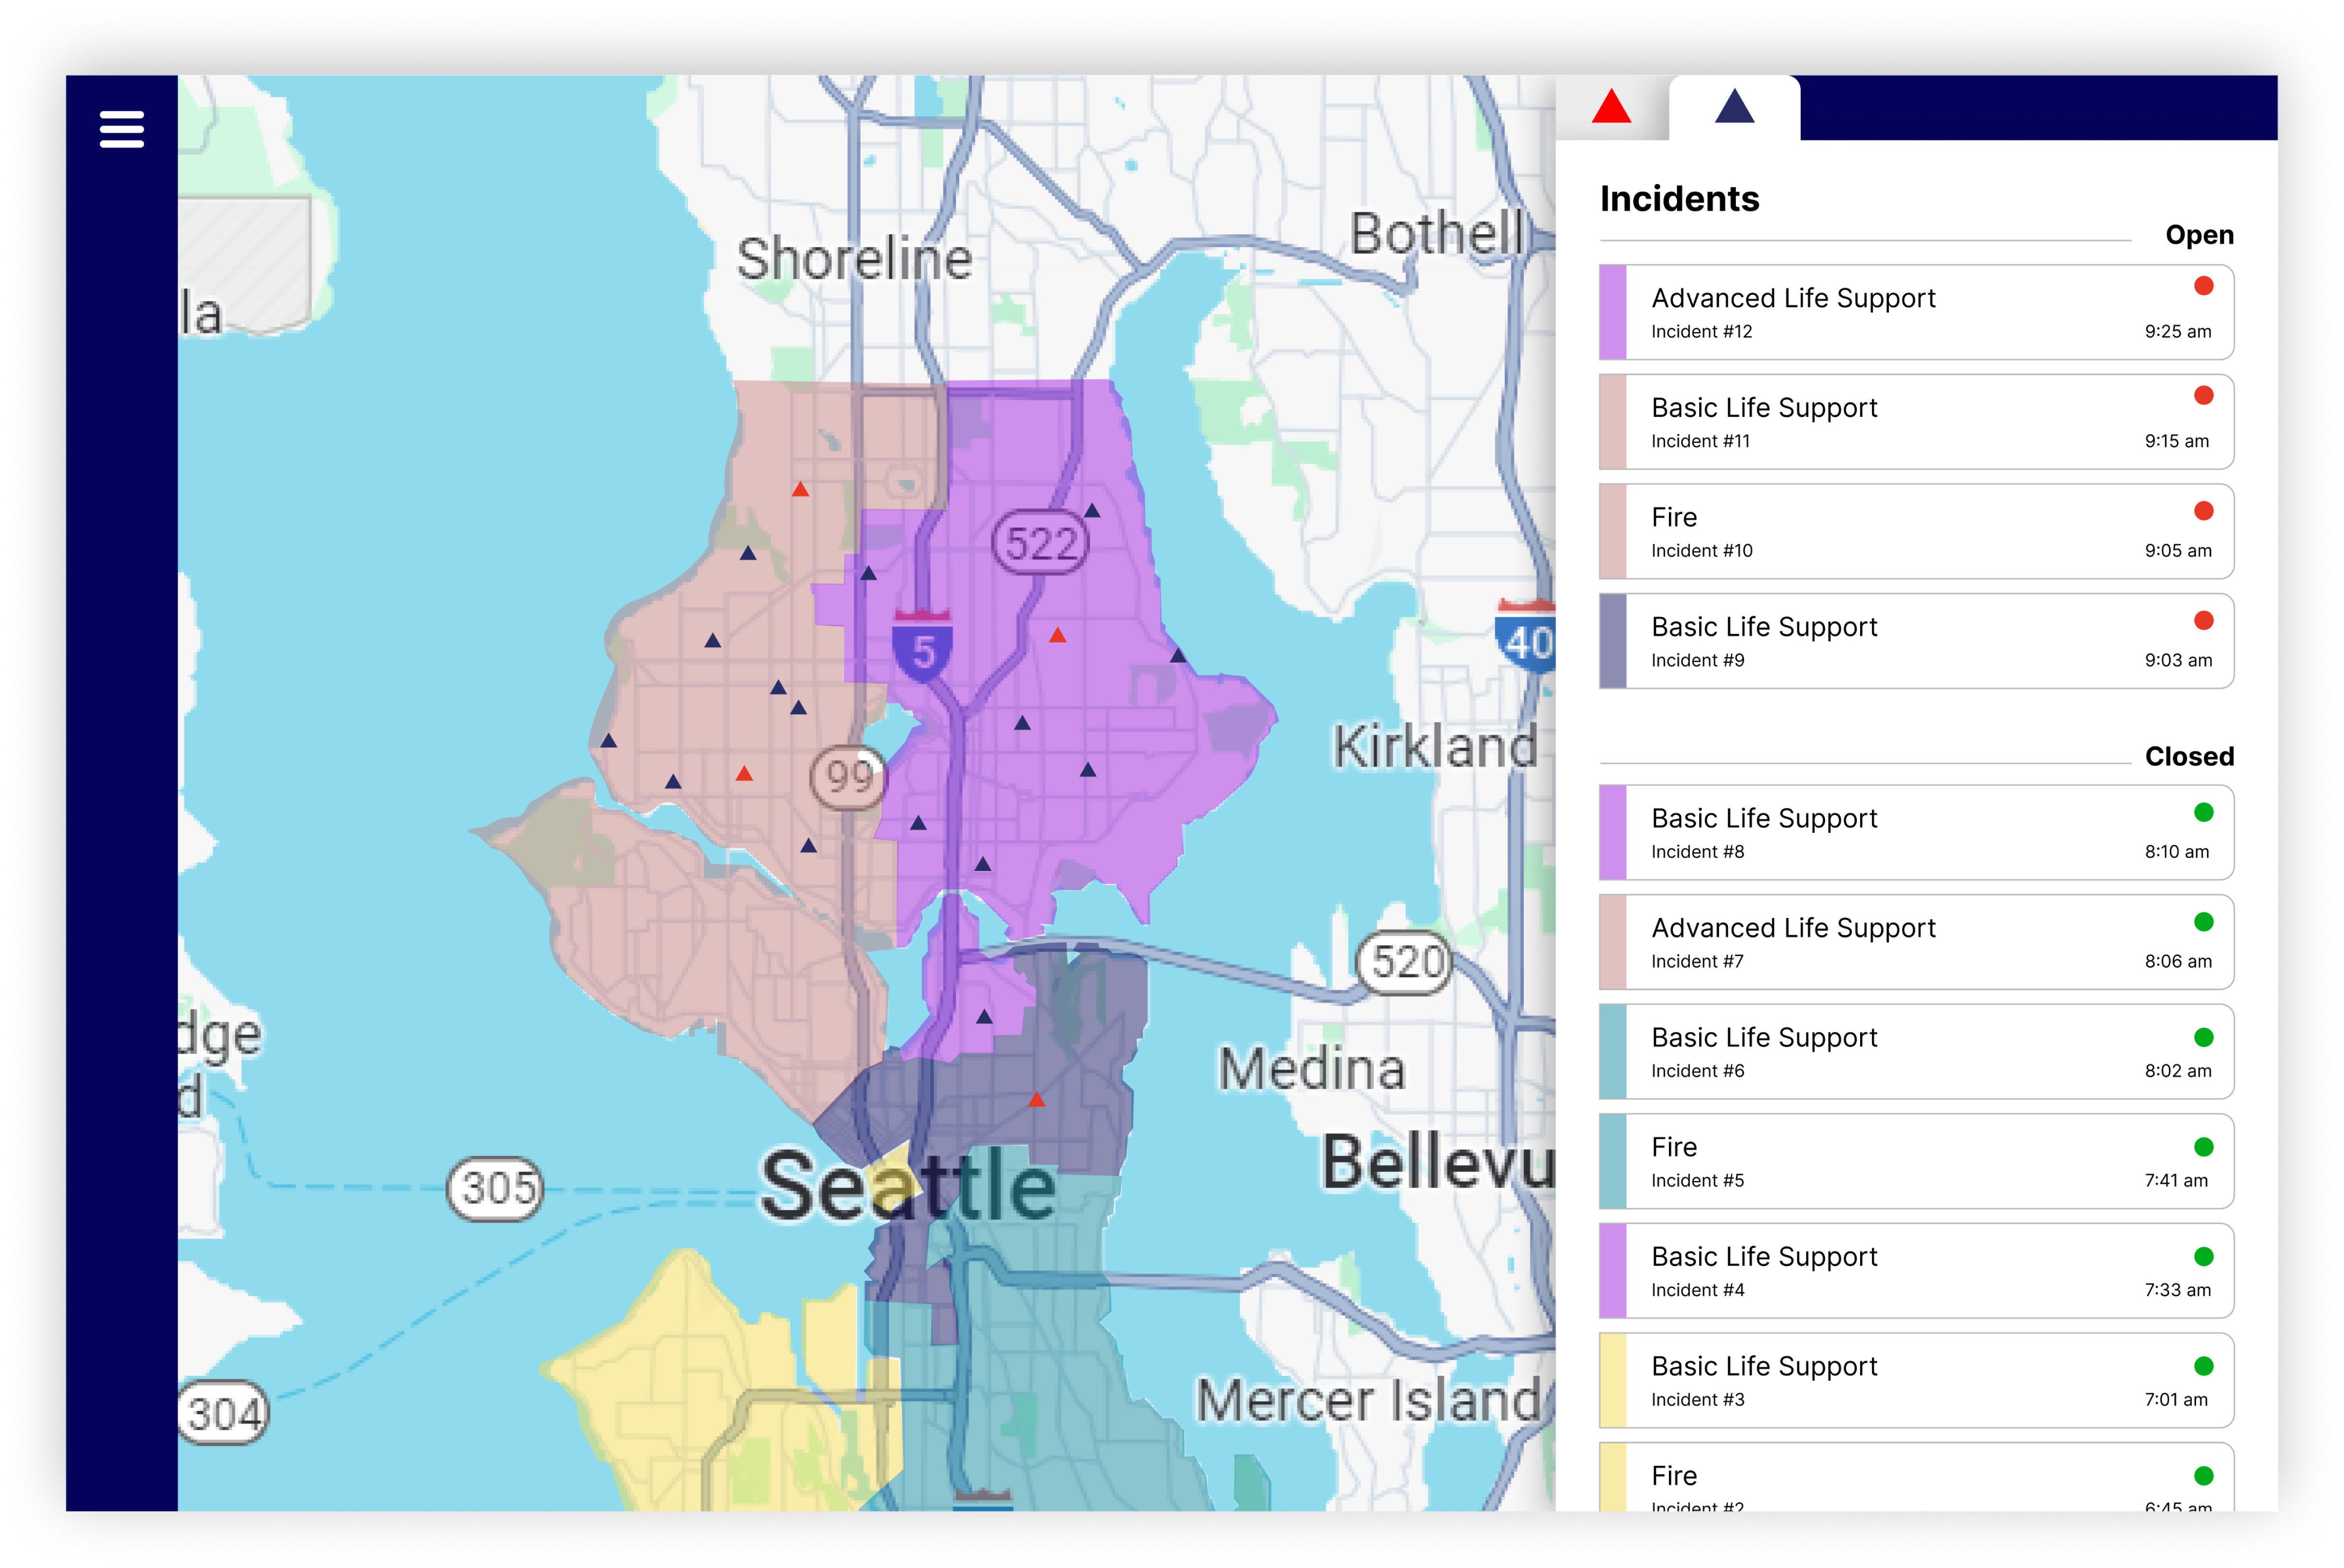 Shoreline
Bothell
la
522
5
40
Kirkland
99
520
dge
d
Medina
Seattle
Bellevu
305
Mercer Island
304
Incidents
Open
Advanced Life Support
Incident #12
9:25 am
Basic Life Support
Incident #11
9:15 am
Fire
Incident #10
9:05 am
Basic Life Support
Incident #9
9:03 am
Closed
Basic Life Support
Incident #8
8:10 am
Advanced Life Support
Incident #7
8:06 am
Basic Life Support
Incident #6
8:02 am
Fire
Incident #5
7:41 am
Basic Life Support
Incident #4
7:33 am
Basic Life Support
Incident #3
7:01 am
Fire
Incident #2
6:45 am